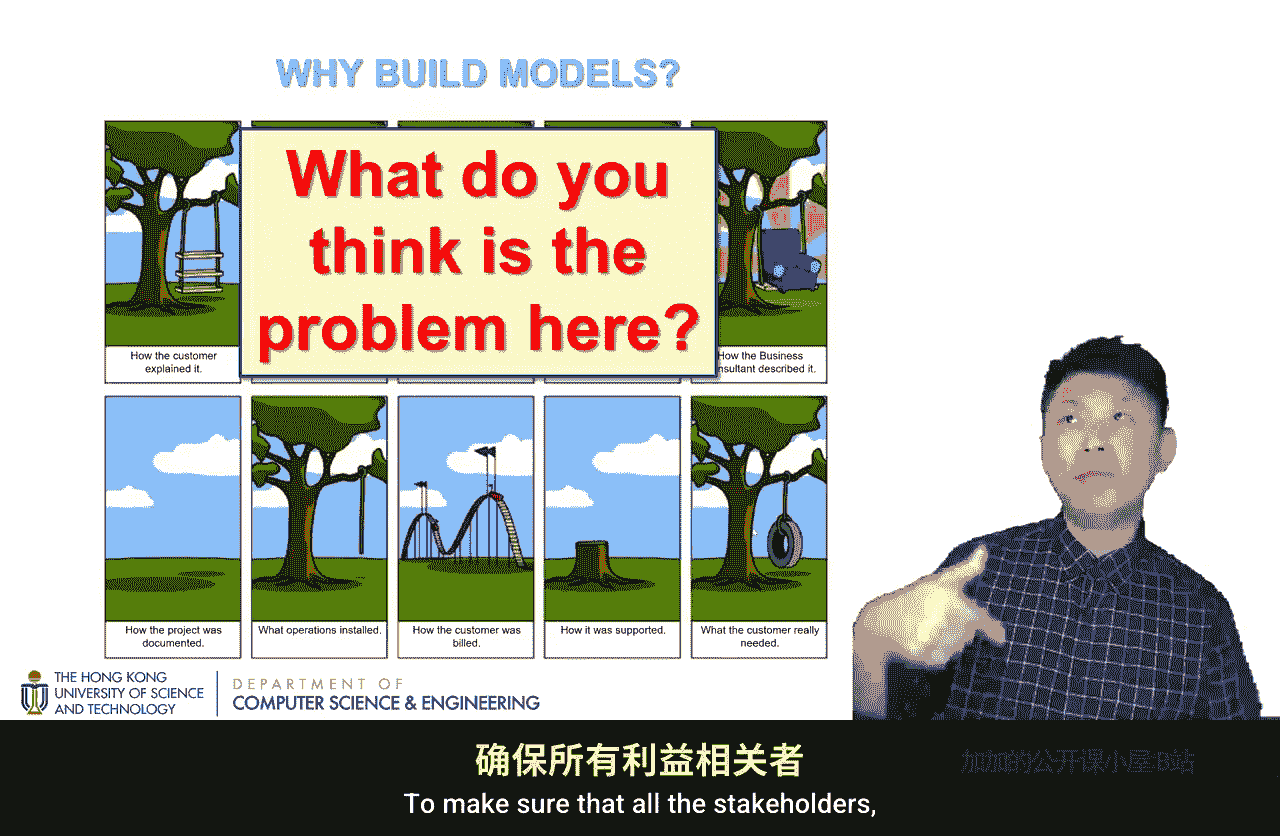 WHY BUILD MODELS?
What do you
think is the
problem here?
How the customer
explained it.
How the Business
nsultant described it.
How the project was
documented.
What operations installed.
How the customer was
billed.
How it was supported.
What the customer really
needed.
THE HONG KONG
UNIVERSITY OF SCIENCE
AND TECHNOLOGY
DEPARTMENT OF
COMPUTER SCIENCE & ENGINEERING
确保所有利益相关者
加加的公开课小屋·B站
To make sure that all the stakeholders,